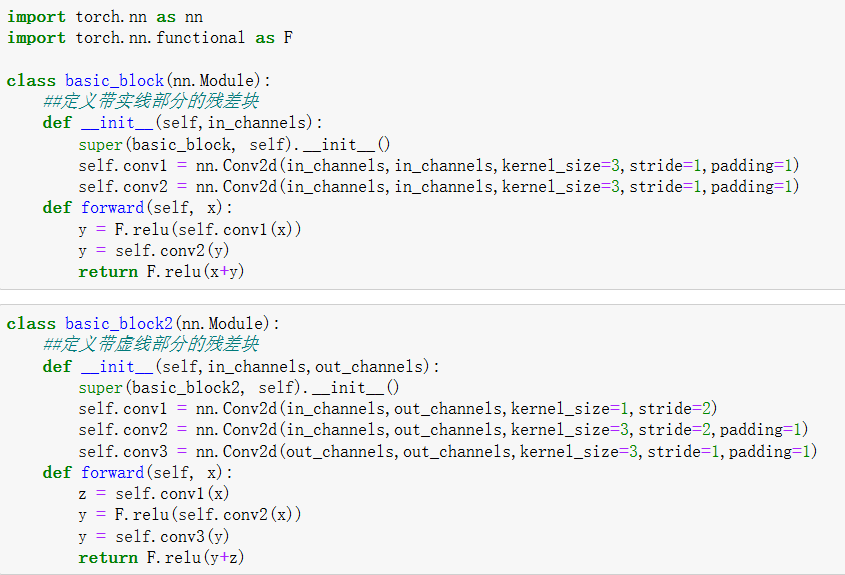 import torch.nn as nn
import torch.nn.functional as F
class basic_block(nn.Module):
##定义带实线部分的残差块
def __init__(self,in_channels):
super(basic_block, self).__init__()
self.conv1 = nn.Conv2d(in_channels,in_channels,kernel_size=3,stride=1,padding=1)
self.conv2 = nn.Conv2d(in_channels,in_channels,kernel_size=3,stride=1,padding=1)
def forward(self, x):
y = F.relu(self.conv1(x))
y = self.conv2(y)
return F.relu(x+y)
class basic_block2(nn.Module):
##定义带虚线部分的残差块
def __init__(self,in_channels,out_channels):
super(basic_block2, self).__init__()
self.conv1 = nn.Conv2d(in_channels,out_channels,kernel_size=1,stride=2)
self.conv2 = nn.Conv2d(in_channels,out_channels,kernel_size=3,stride=2,padding=1)
self.conv3 = nn.Conv2d(out_channels,out_channels,kernel_size=3,stride=1,padding=1)
def forward(self, x):
z = self.conv1(x)
y = F.relu(self.conv2(x))
y = self.conv3(y)
return F.relu(y+z)